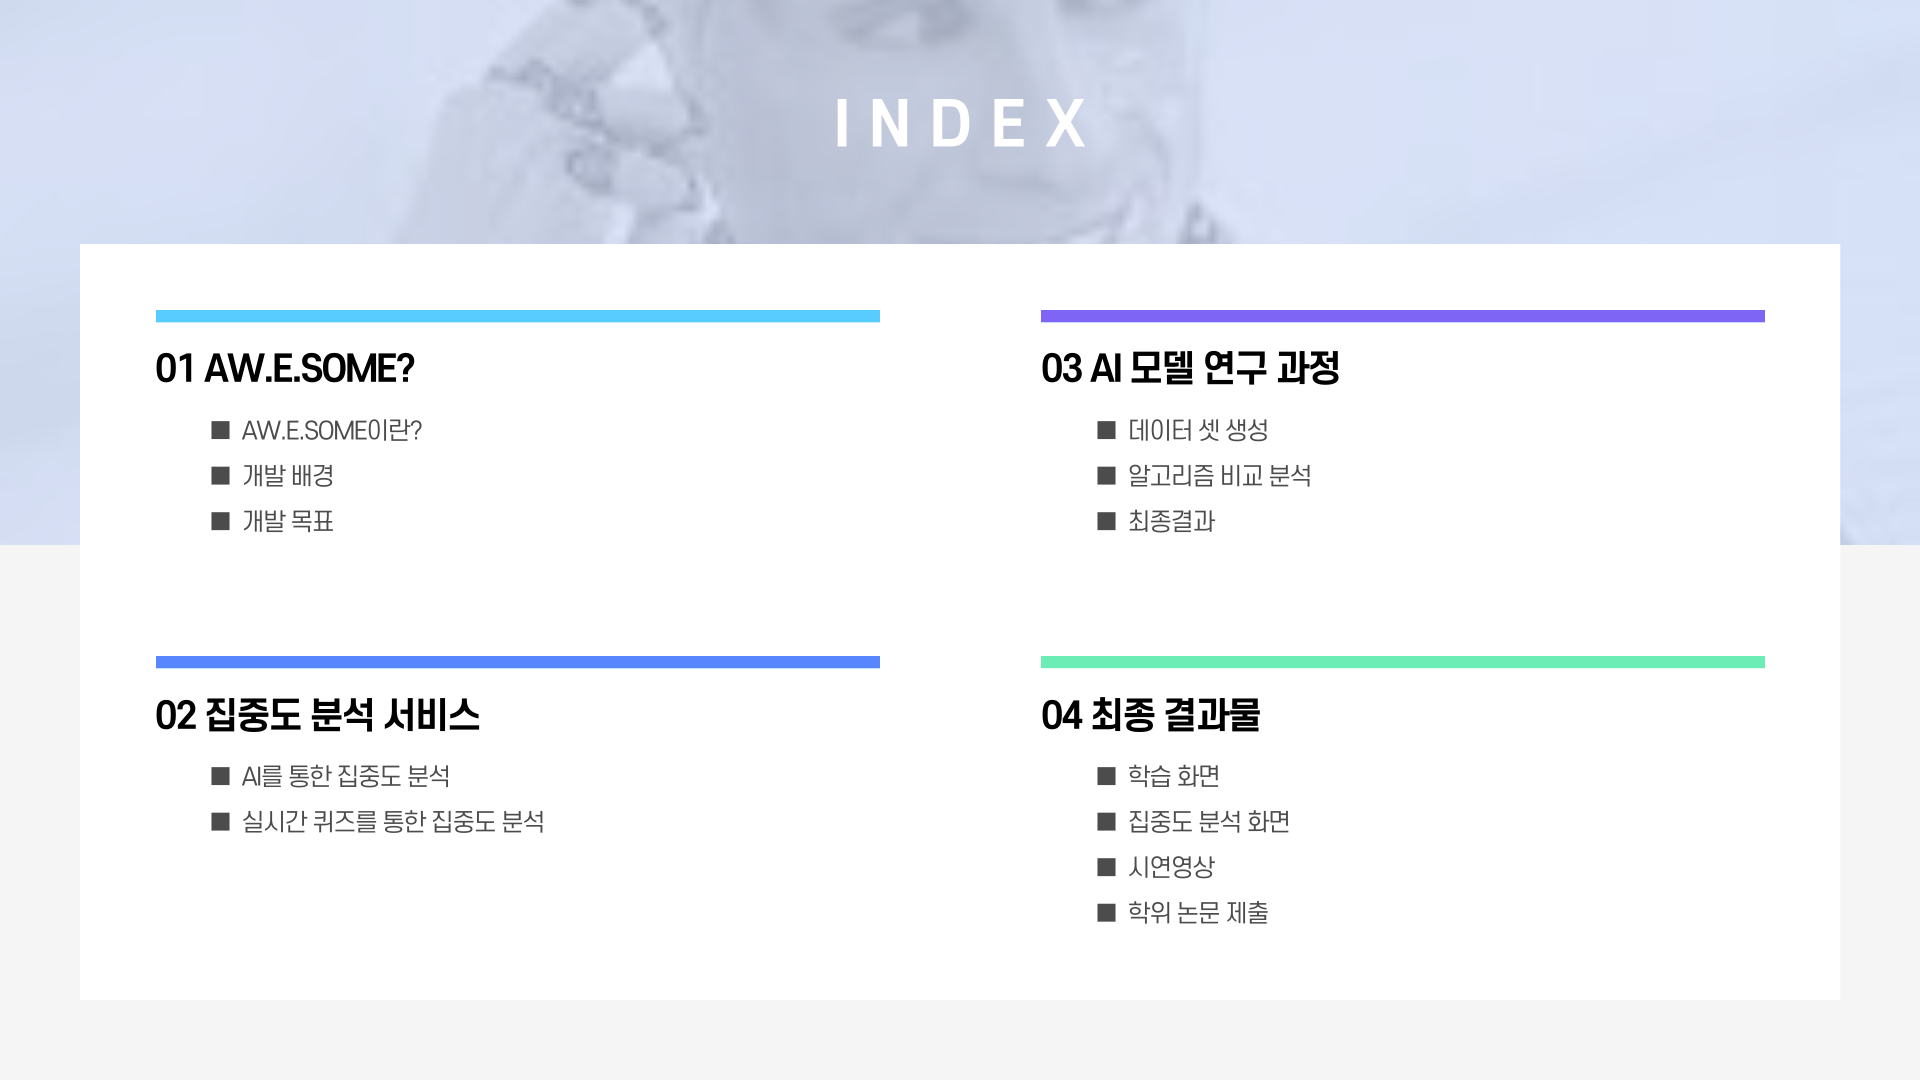 INDEX
01 AW.E.SOME?
■ AW.E.SOME이란?
■ 개발 배경
■ 개발 목표
02 집중도 분석 서비스
■ AI를 통한 집중도 분석
■ 실시간 퀴즈를 통한 집중도 분석
03 AI 모델 연구 과정
■ 데이터 셋 생성
■ 알고리즘 비교 분석
■ 최종결과
04 최종 결과물
■ 학습 화면
■ 집중도 분석 화면
■ 시연영상
■ 학위 논문 제출